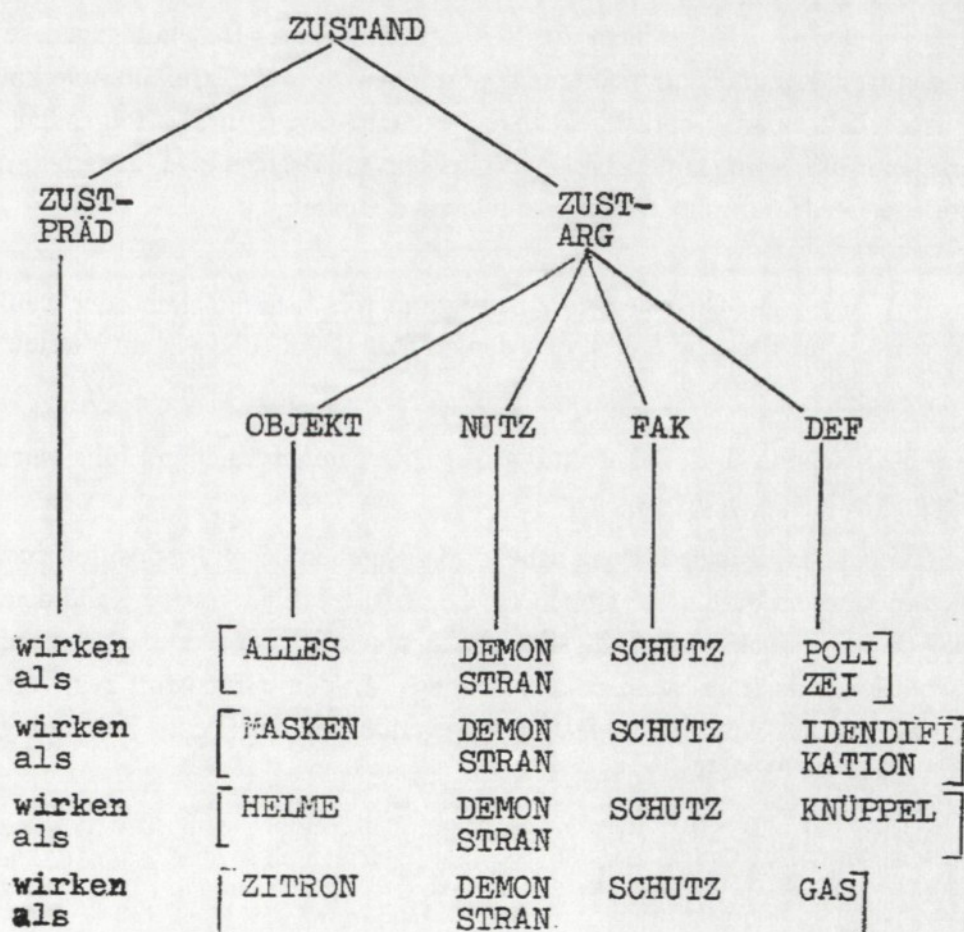 ZUSTAND
ZUST- ZUST-
PRÄD ARG
OBJEKT NUTZ FAK DEF
wirken ALLES DEMON SCHUTZ POLI
als STRAN ZEI
wirken MASKEN DEMON SCHUTZ IDENDIFI
als STRAN KATION
wirken HELME DEMON SCHUTZ KNÜPPEL
als STRAN
wirken ZITRON DEMON SCHUTZ GAS
als STRAN